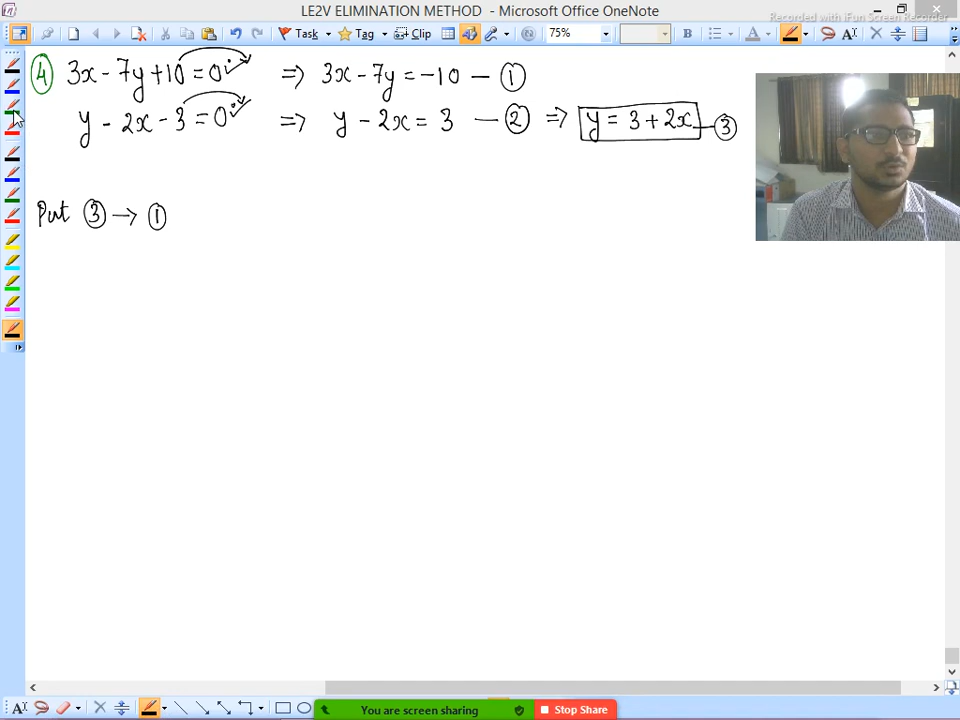 LE2V ELIMINATION METHOD - Microsoft Office OneNote
Recorded with iFun Screen Recorder
Task Tag Clip 75% B A
④ 3x - 7y + 10 = 0 ⇒ 3x - 7y = -10 — ①
y - 2x - 3 = 0 ⇒ y - 2x = 3 — ② ⇒ y = 3 + 2x — ③
Put ③ → ①
You are screen sharing Stop Share